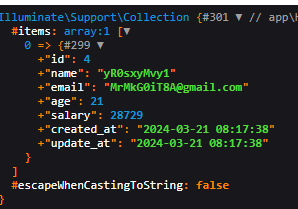 Illuminate\Support\Collection {#301 ▼ // app\H
#items: array:1 [▼
0 => {#299 ▼
+"id": 4
+"name": "yR0sxyMvy1"
+"email": "MrMkG0iT8A@gmail.com"
+"age": 21
+"salary": 28729
+"created_at": "2024-03-21 08:17:38"
+"update_at": "2024-03-21 08:17:38"
}
]
#escapeWhenCastingToString: false
}